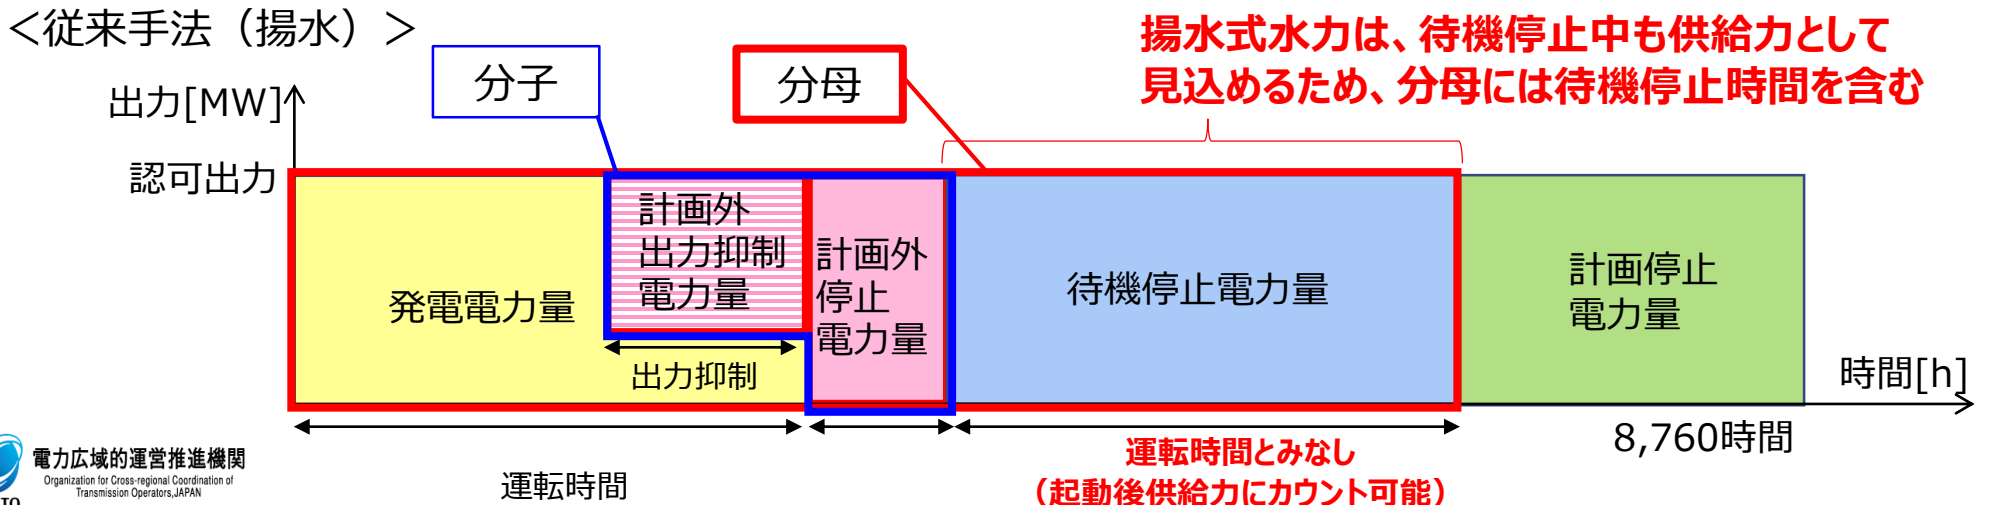 ＜従来手法（揚水）＞
揚水式水力は、待機停止中も供給力として
見込めるため、分母には待機停止時間を含む
分子
分母
出力[MW]
認可出力
計画外
出力抑制
電力量
計画外
停止
電力量
発電電力量
待機停止電力量
計画停止
電力量
出力抑制
時間[h]
8,760時間
運転時間
運転時間とみなし
（起動後供給力にカウント可能）
電力広域的運営推進機関
Organization for Cross-regional Coordination of
Transmission Operators,JAPAN